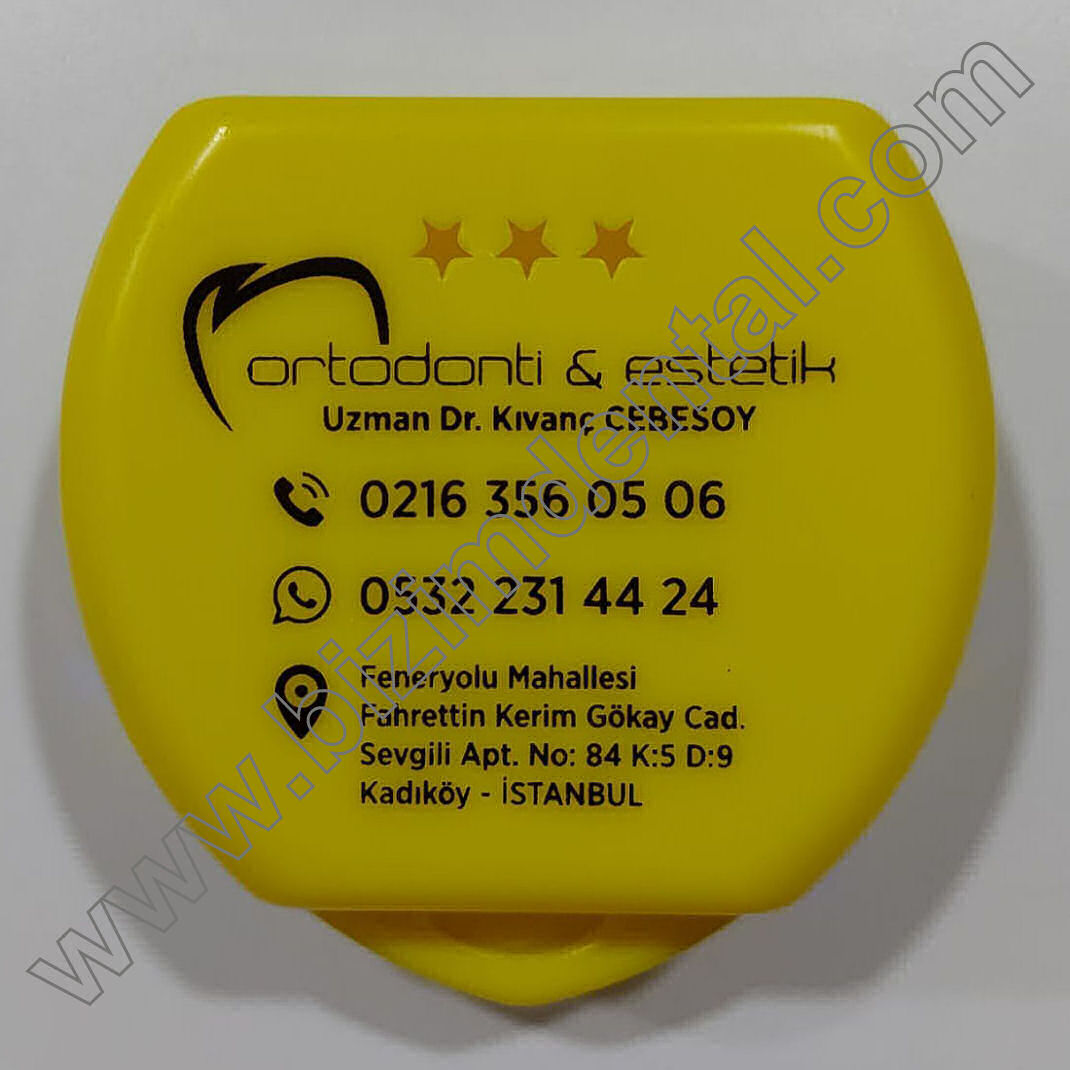 ortodonti & estetik
Uzman Dr. Kıvanç CEBESOY
0216 356 05 06
0532 231 44 24
Feneryolu Mahallesi
Fahrettin Kerim Gökay Cad.
Sevgili Apt. No: 84 K:5 D:9
Kadıköy - İSTANBUL
www.bizimdental.com